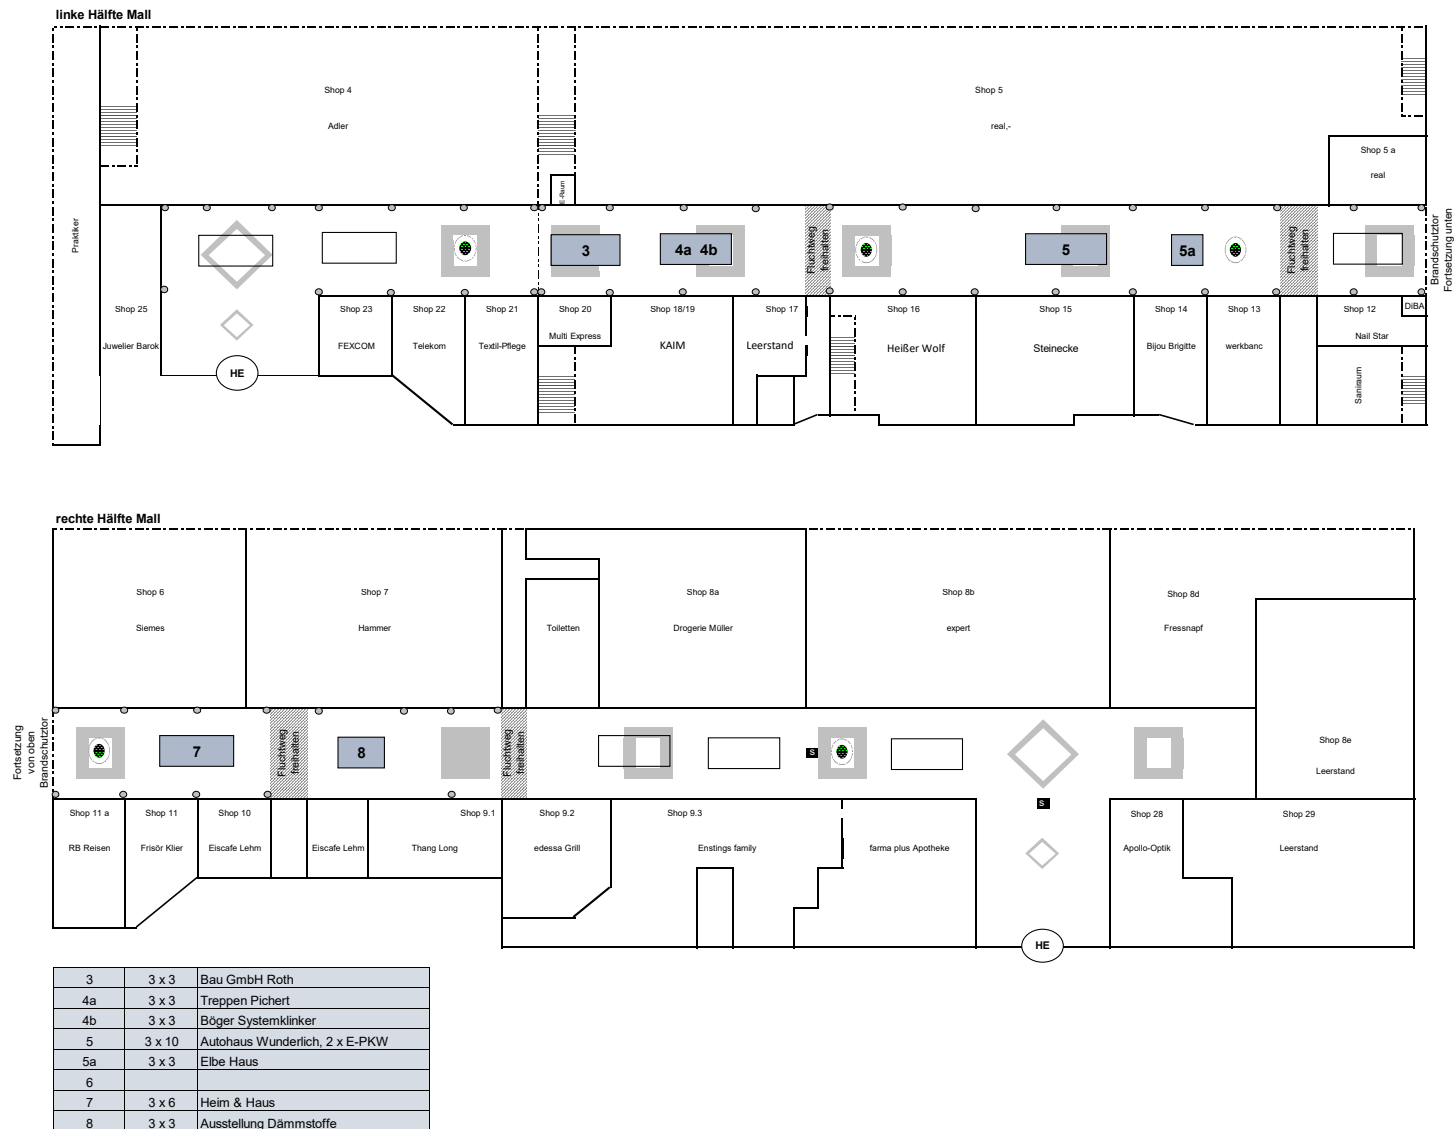 linke Hälfte Mall
Shop 4
Adler
Shop 5
real,-
Shop 5 a
real
E-Raum
Praktiker
3
4a 4b
Fluchtweg
freihalten
5
5a
Fluchtweg
freihalten
Brandschutztor
Fortsetzung unten
Shop 25
Juwelier Barok
HE
Shop 23
FEXCOM
Shop 22
Telekom
Shop 21
Textil-Pflege
Shop 20
Multi Express
Shop 18/19
KAIM
Shop 17
Leerstand
Shop 16
Heißer Wolf
Shop 15
Steinecke
Shop 14
Bijou Brigitte
Shop 13
werkbanc
Shop 12
Nail Star
DiBA
Saniraum
rechte Hälfte Mall
Shop 6
Siemes
Shop 7
Hammer
Toiletten
Shop 8a
Drogerie Müller
Shop 8b
expert
Shop 8d
Fressnapf
Fortsetzung
von oben
Brandschutztor
7
Fluchtweg
freihalten
8
Fluchtweg
freihalten
S
S
Shop 8e
Leerstand
Shop 11 a
RB Reisen
Shop 11
Frisör Klier
Shop 10
Eiscafe Lehm
Eiscafe Lehm
Shop 9.1
Thang Long
Shop 9.2
edessa Grill
Shop 9.3
Enstings family
farma plus Apotheke
HE
Shop 28
Apollo-Optik
Shop 29
Leerstand
3 3 x 3 Bau GmbH Roth
4a 3 x 3 Treppen Pichert
4b 3 x 3 Böger Systemklinker
5 3 x 10 Autohaus Wunderlich, 2 x E-PKW
5a 3 x 3 Elbe Haus
6
7 3 x 6 Heim & Haus
8 3 x 3 Ausstellung Dämmstoffe